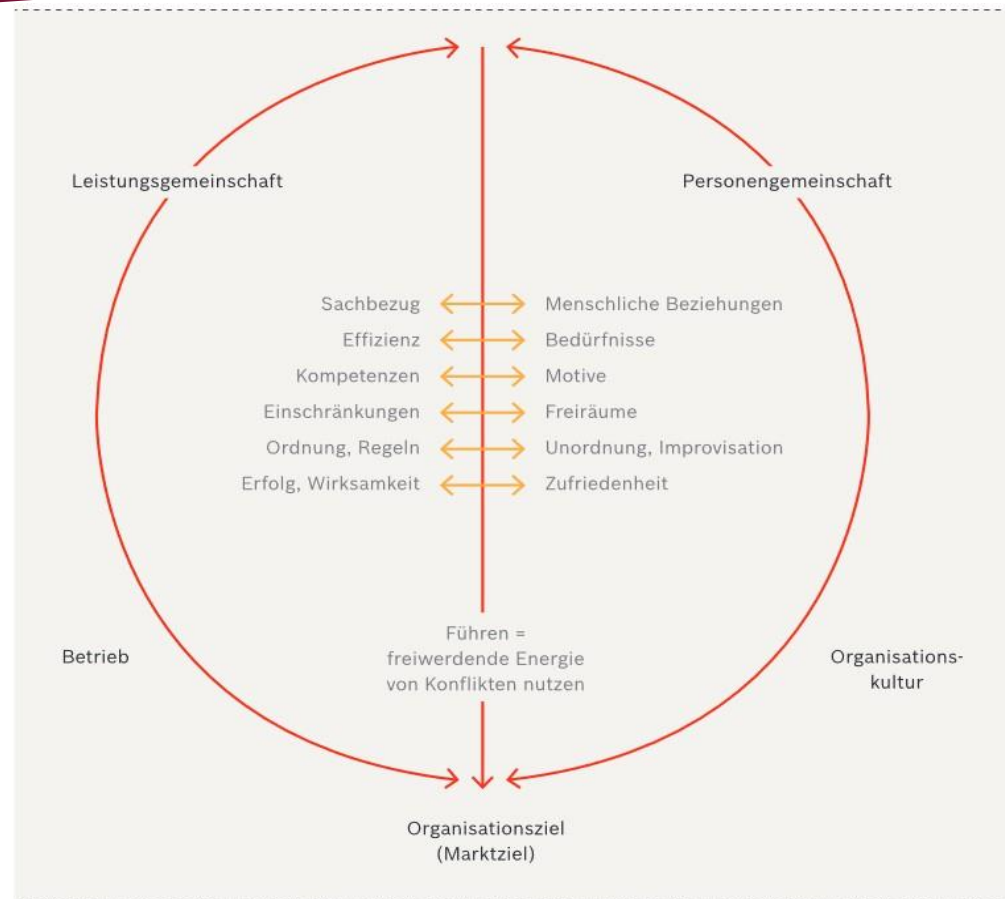 Leistungsgemeinschaft
Personengemeinschaft
Sachbezug
Menschliche Beziehungen
Effizienz
Bedürfnisse
Kompetenzen
Motive
Einschränkungen
Freiräume
Ordnung, Regeln
Unordnung, Improvisation
Erfolg, Wirksamkeit
Zufriedenheit
Führen =
freiwerdende Energie
von Konflikten nutzen
Betrieb
Organisations-
kultur
Organisationsziel
(Marktziel)